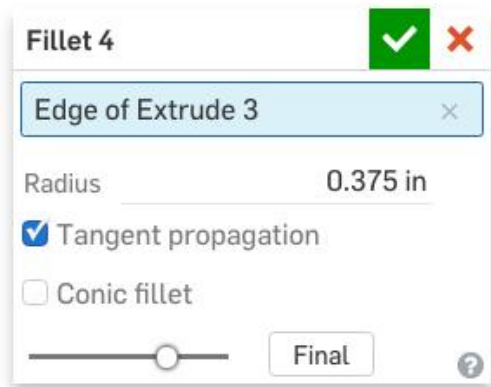 Fillet 4
Edge of Extrude 3
Radius 0.375 in
Tangent propagation
Conic fillet
Final